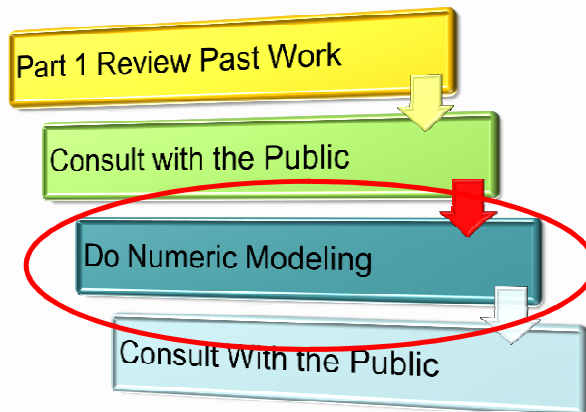 Part 1 Review Past Work
Consult with the Public
Do Numeric Modeling
Consult With the Public